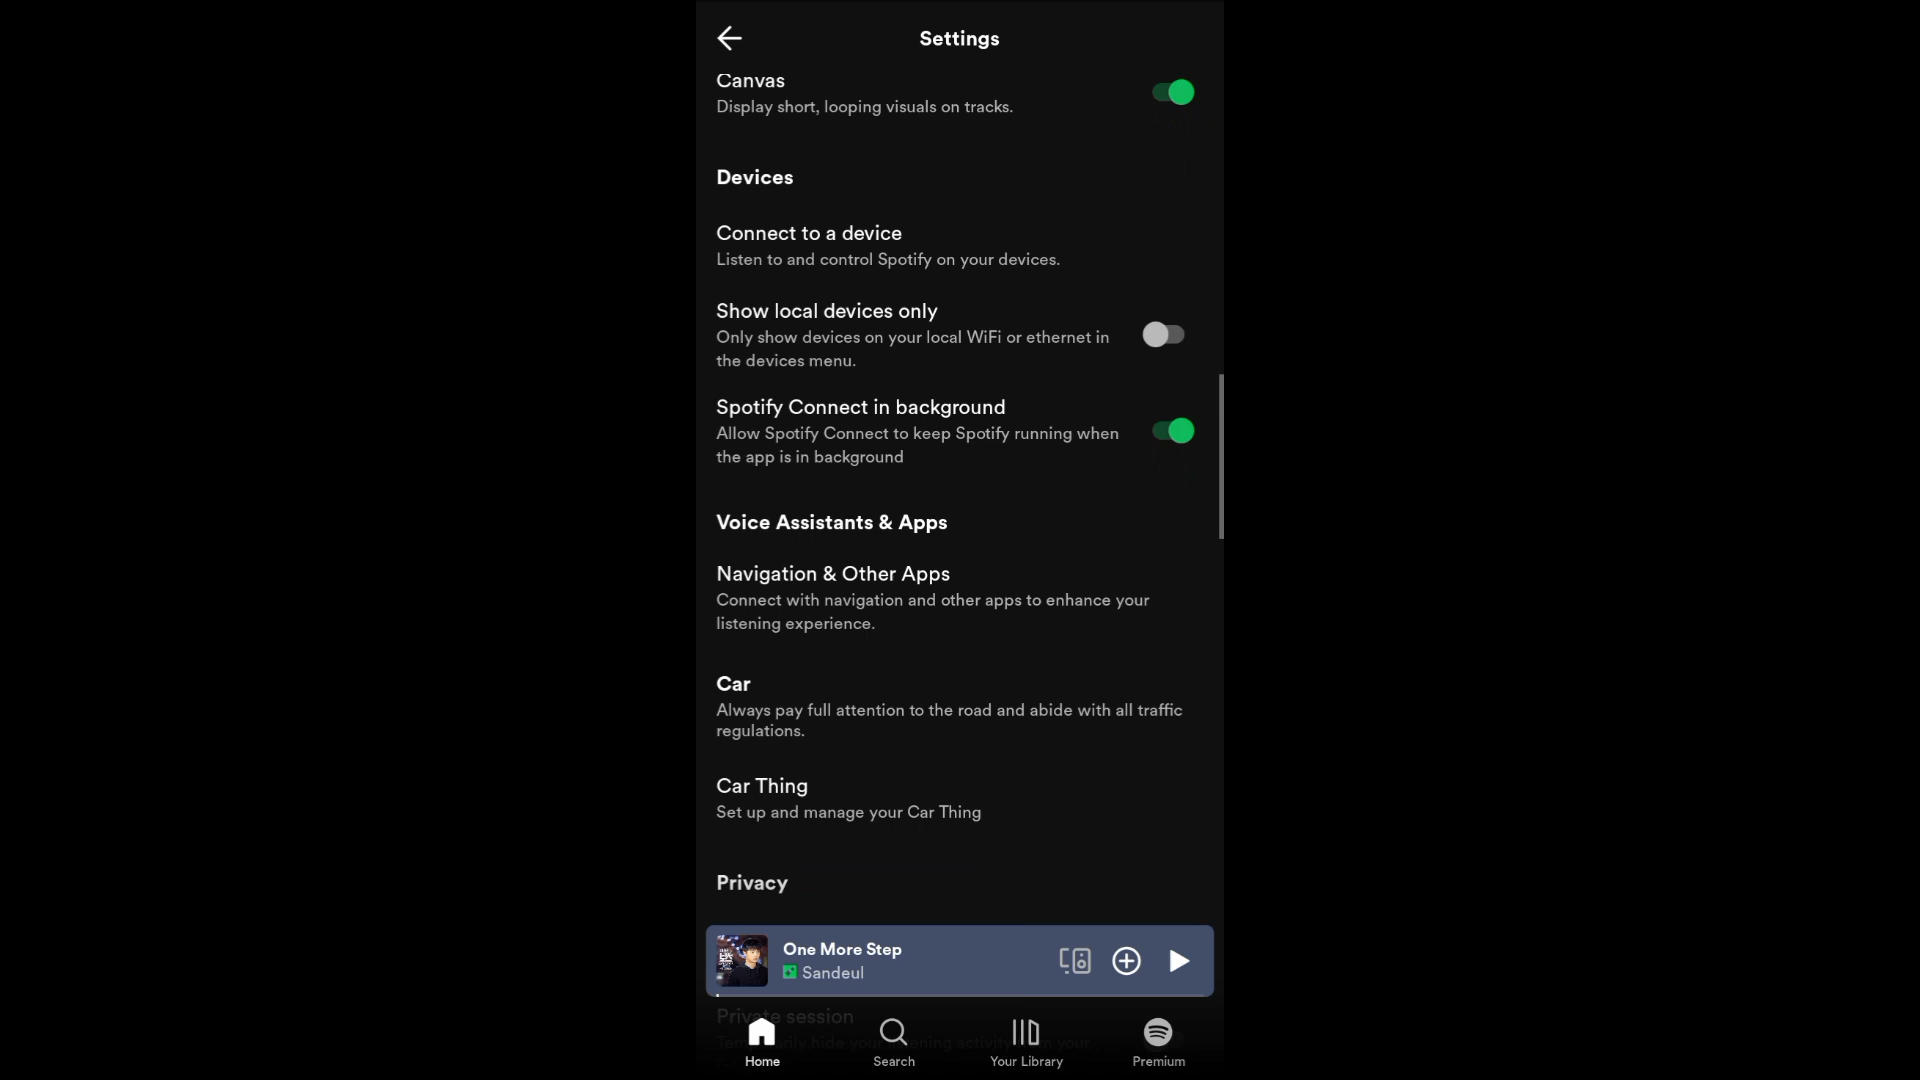 Settings
Canvas
Display short, looping visuals on tracks.
Devices
Connect to a device
Listen to and control Spotify on your devices.
Show local devices only
Only show devices on your local WiFi or ethernet in
the devices menu.
Spotify Connect in background
Allow Spotify Connect to keep Spotify running when
the app is in background
Voice Assistants & Apps
Navigation & Other Apps
Connect with navigation and other apps to enhance your
listening experience.
Car
Always pay full attention to the road and abide with all traffic
regulations.
Car Thing
Set up and manage your Car Thing
Privacy
One More Step
Sandeul
Private session
Home
Search
Your Library
Premium